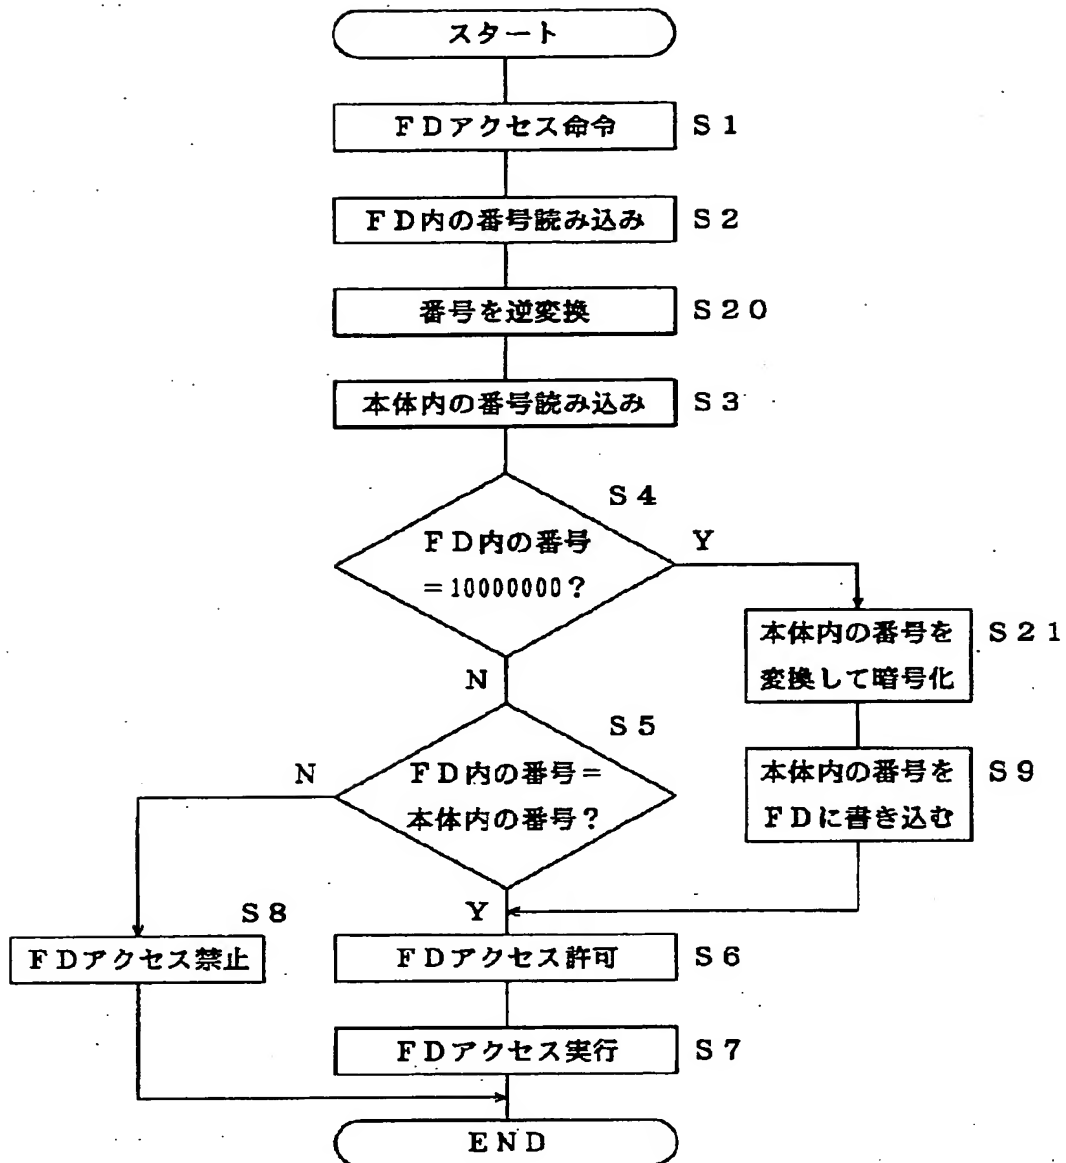 スタート
FDアクセス命令 S1
FD内の番号読み込み S2
番号を逆変換 S20
本体内の番号読み込み S3
S4
FD内の番号
=10000000?
Y
N
本体内の番号を
変換して暗号化
S21
S5
FD内の番号=
本体内の番号?
N
Y
本体内の番号を
FDに書き込む
S9
S8
FDアクセス禁止
FDアクセス許可 S6
FDアクセス実行 S7
END